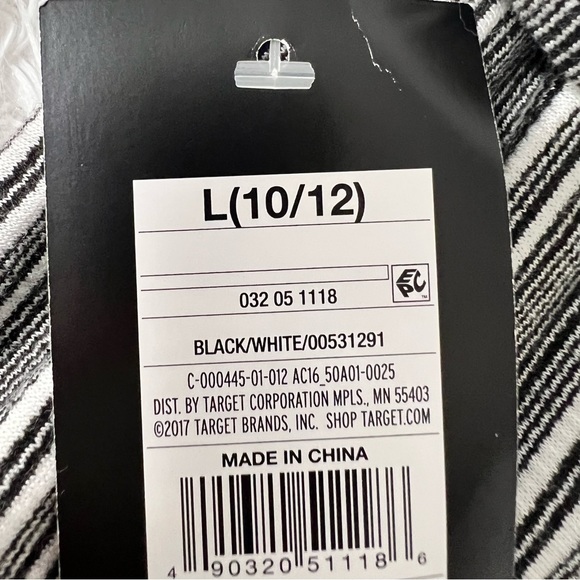 L(10/12)
032 05 1118
EPC™
BLACK/WHITE/00531291
C-000445-01-012 AC16_50A01-0025
DIST. BY TARGET CORPORATION MPLS., MN 55403
©2017 TARGET BRANDS, INC. SHOP TARGET.COM
MADE IN CHINA
4 90320 51118 6